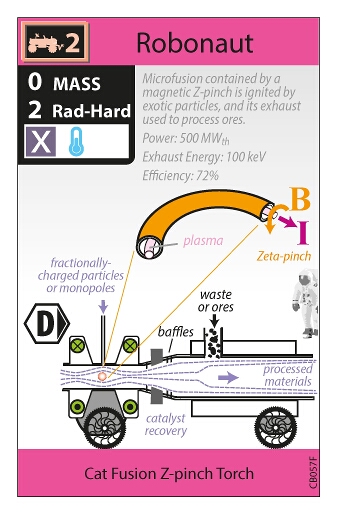 2
Robonaut
0 MASS
2 Rad-Hard
X
Microfusion contained by a
magnetic Z-pinch is ignited by
exotic particles, and its exhaust
used to process ores.
Power: 500 MWth
Exhaust Energy: 100 keV
Efficiency: 72%
B
I
plasma
Zeta-pinch
fractionally-
charged particles
or monopoles
waste
or ores
D
baffles
processed
materials
catalyst
recovery
Cat Fusion Z-pinch Torch
CB057F